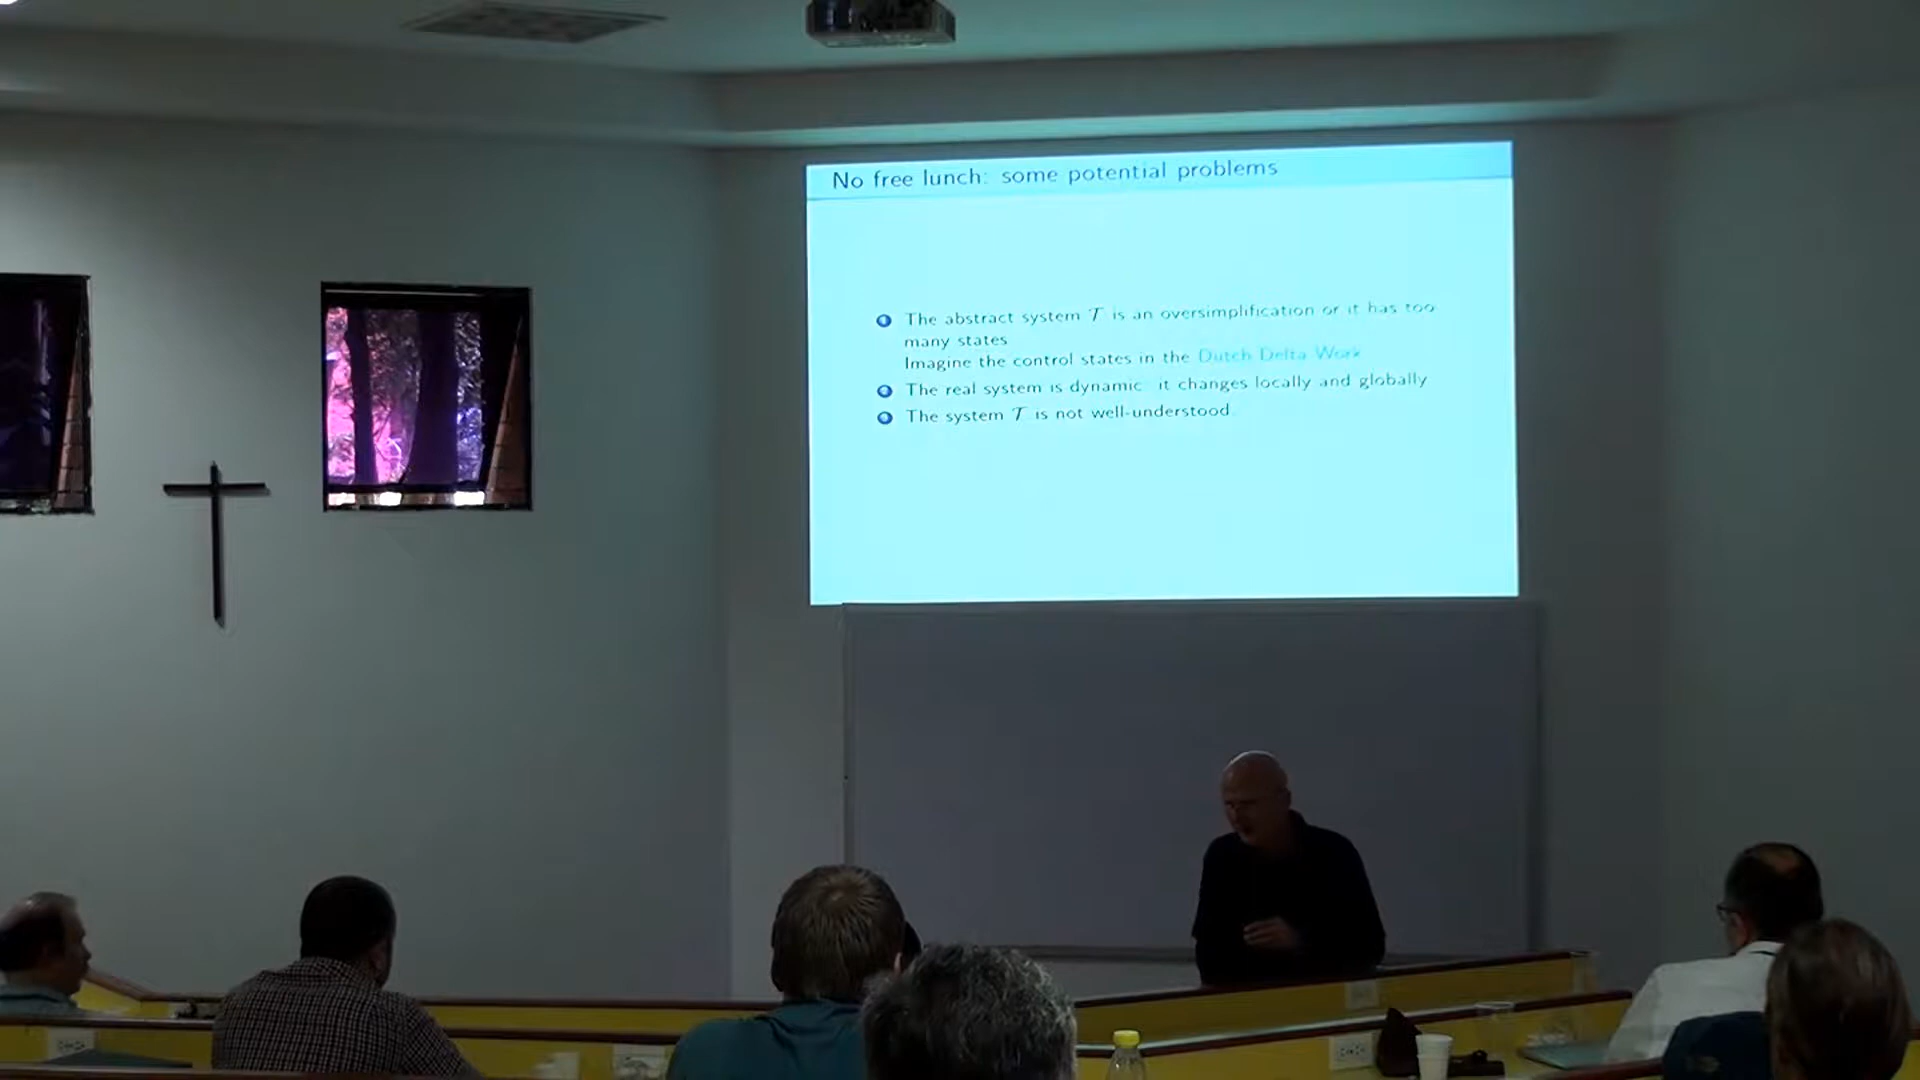 No free lunch: some potential problems
The abstract system T is an oversimplification or it has too
many states
Imagine the control states in the Dutch Delta Work
The real system is dynamic: it changes locally and globally
The system T is not well-understood.